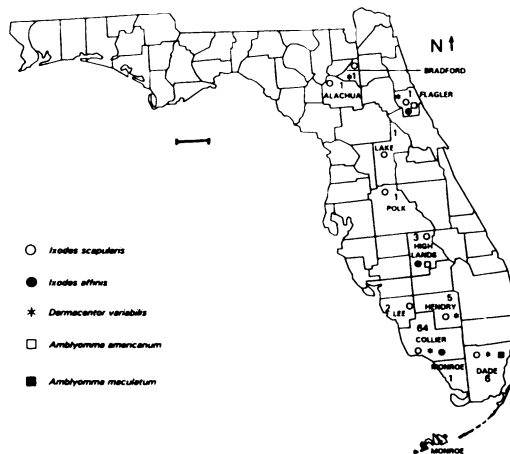 N
BRADFORD
1
1
ALACHUA
1
FLAGLER
1
LAKE
1
POLK
3
HIGH
LANDS
5
HENDRY
2
LEE
64
COLLIER
MONROE
1
DADE
6
MONROE
Ixodes scapularis
Ixodes affinis
Dermacentor variabilis
Amblyomma americanum
Amblyomma maculatum